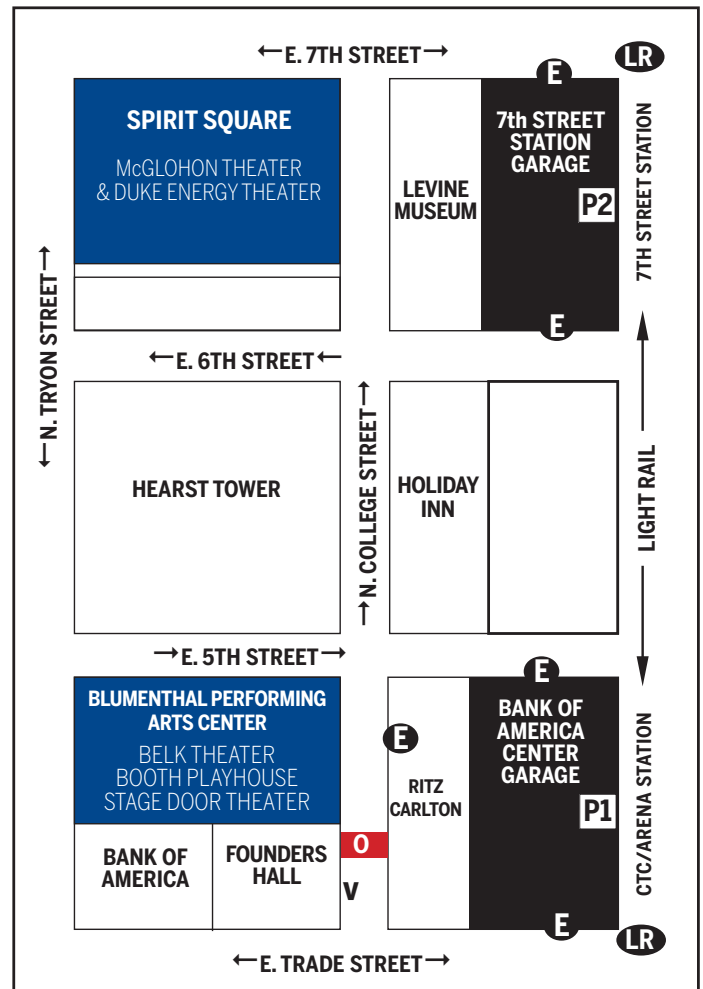 ←E. 7TH STREET→
LR
E
SPIRIT SQUARE
McGLOHON THEATER
& DUKE ENERGY THEATER
LEVINE
MUSEUM
7th STREET
STATION
GARAGE
P2
7TH STREET STATION
E
←N. TRYON STREET→
←E. 6TH STREET←
HEARST TOWER
→N. COLLEGE STREET→
HOLIDAY
INN
LIGHT RAIL
→E. 5TH STREET→
E
BLUMENTHAL PERFORMING
ARTS CENTER
BELK THEATER
BOOTH PLAYHOUSE
STAGE DOOR THEATER
E
RITZ
CARLTON
BANK OF
AMERICA
CENTER
GARAGE
P1
CTC/ARENA STATION
BANK OF
AMERICA
FOUNDERS
HALL
O
V
E
LR
←E. TRADE STREET→